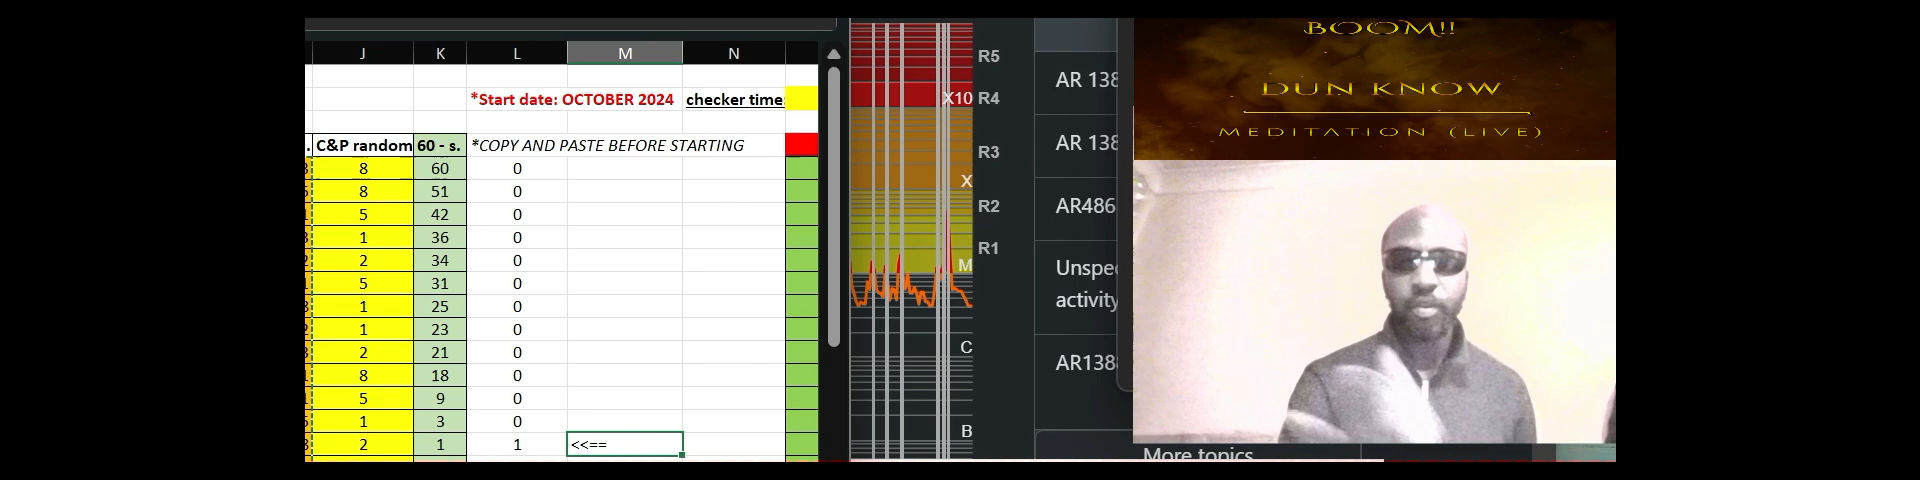 J K L M N
*Start date: OCTOBER 2024 checker time:
. C&P random 60 - s. *COPY AND PASTE BEFORE STARTING
8 60 0
8 51 0
5 42 0
1 36 0
2 34 0
5 31 0
1 25 0
1 23 0
2 21 0
8 18 0
5 9 0
1 3 0
2 1 1 <<==
R5
X10 R4
R3
X
R2
R1
M
C
B
AR 138
AR 138
AR486
Unspec
activity
AR138
More topics
BOOM!!
DUN KNOW
MEDITATION (LIVE)